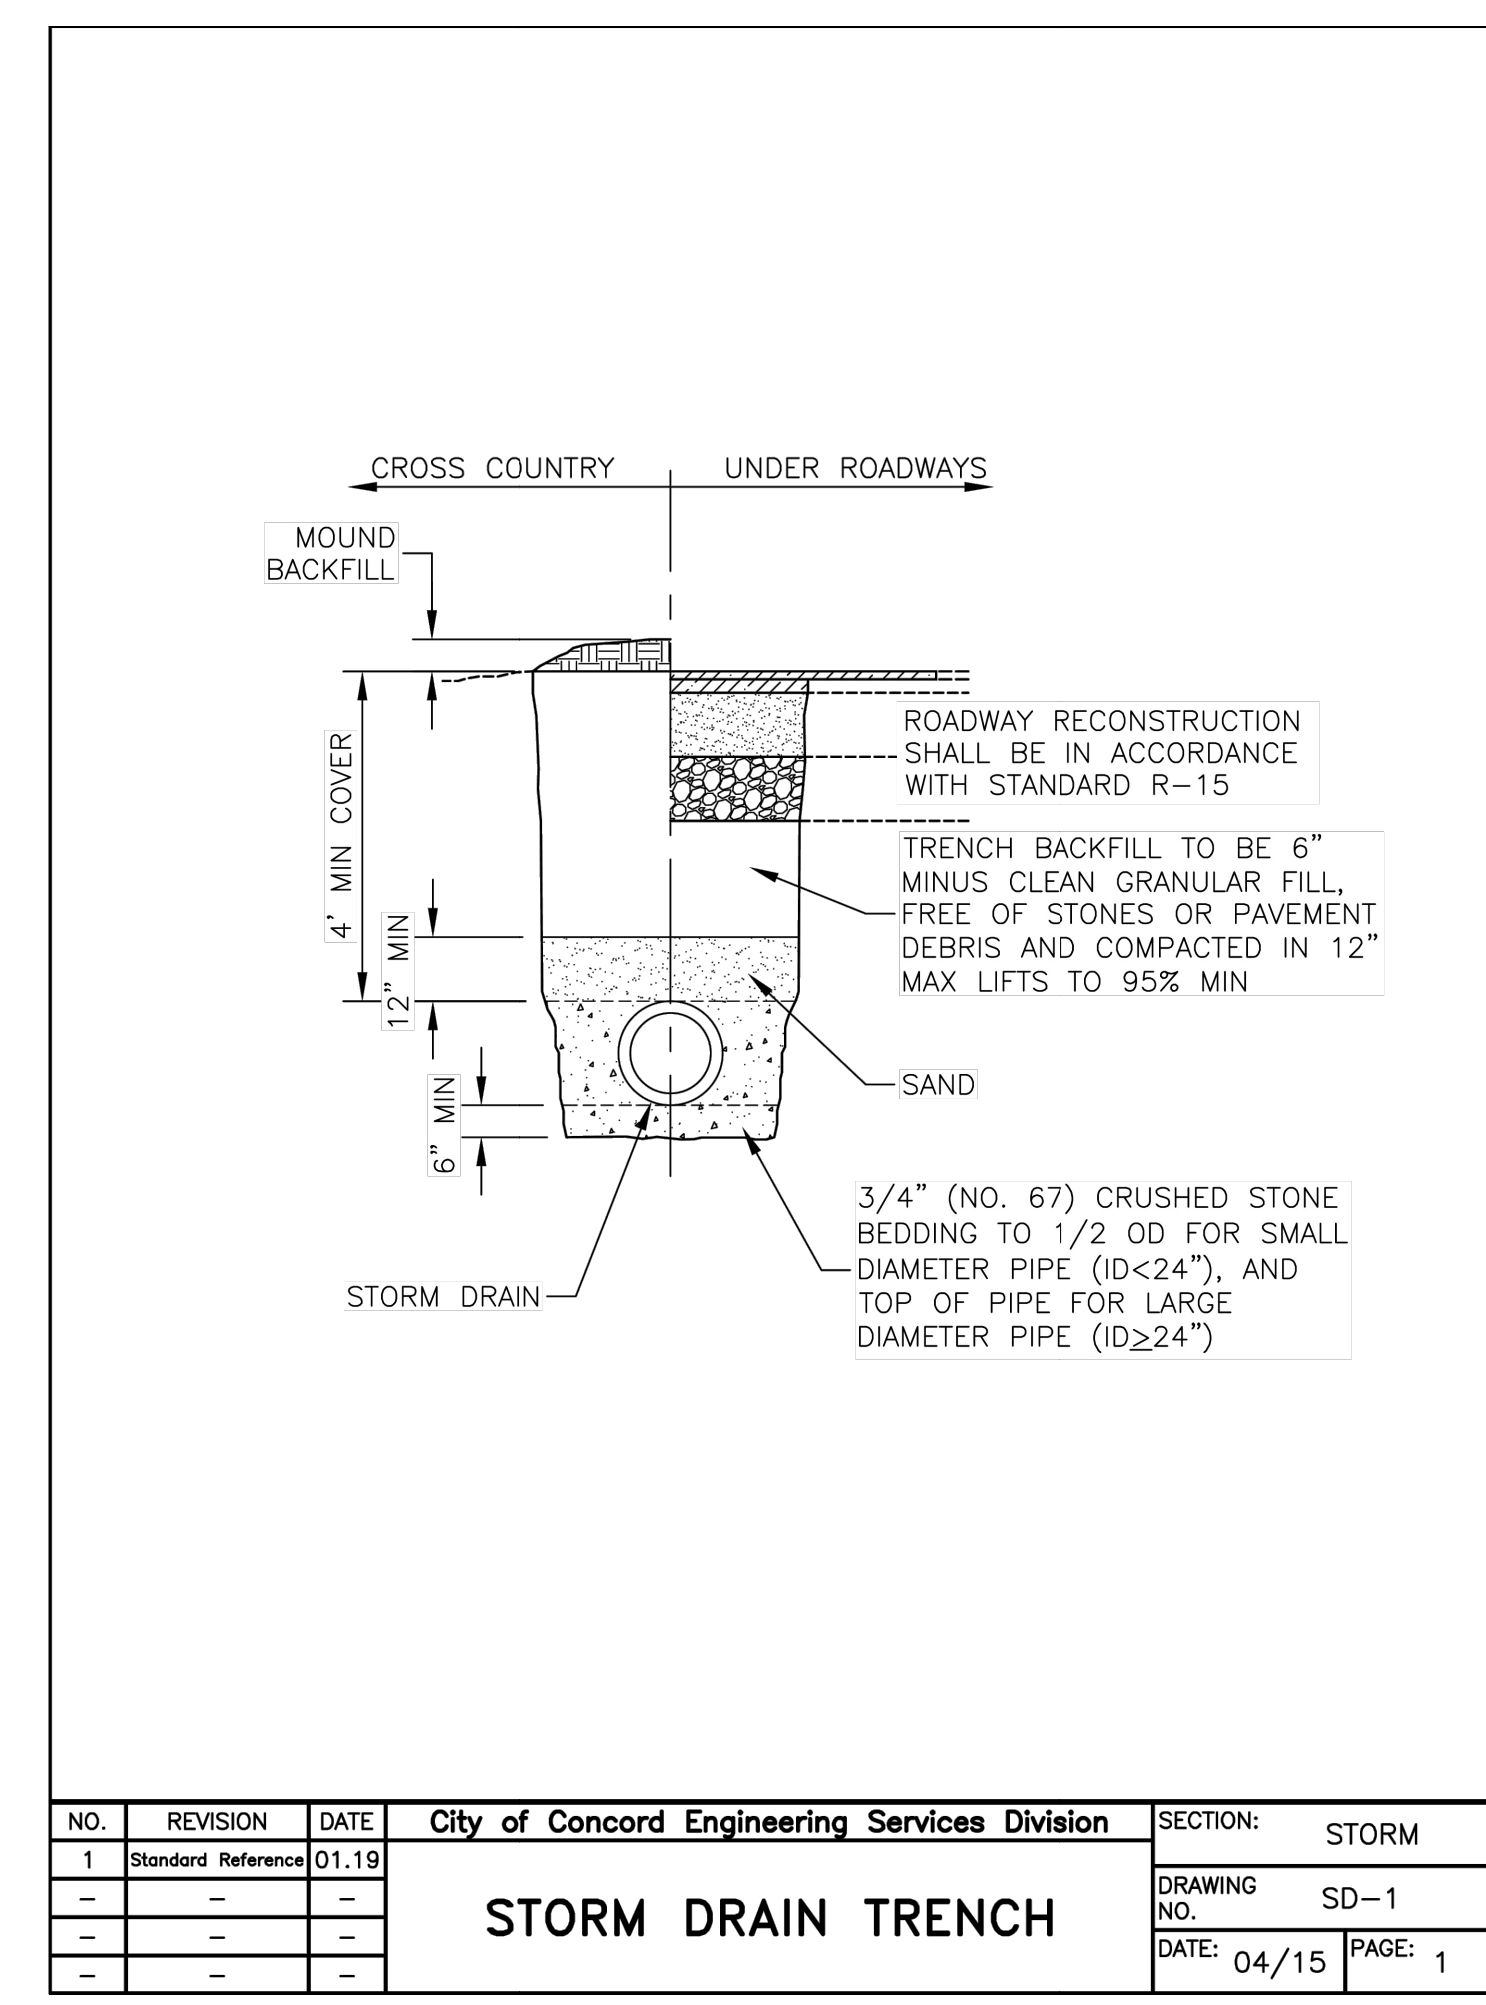 CROSS COUNTRY
UNDER ROADWAYS
MOUND
BACKFILL
4' MIN COVER
12" MIN
6" MIN
ROADWAY RECONSTRUCTION
SHALL BE IN ACCORDANCE
WITH STANDARD R-15
TRENCH BACKFILL TO BE 6"
MINUS CLEAN GRANULAR FILL,
FREE OF STONES OR PAVEMENT
DEBRIS AND COMPACTED IN 12"
MAX LIFTS TO 95% MIN
SAND
3/4" (NO. 67) CRUSHED STONE
BEDDING TO 1/2 OD FOR SMALL
DIAMETER PIPE (ID<24"), AND
TOP OF PIPE FOR LARGE
DIAMETER PIPE (ID≥24")
STORM DRAIN
NO. REVISION DATE
1 Standard Reference 01.19
- - -
- - -
- - -
City of Concord Engineering Services Division
STORM DRAIN TRENCH
SECTION: STORM
DRAWING
NO. SD-1
DATE: 04/15 PAGE: 1